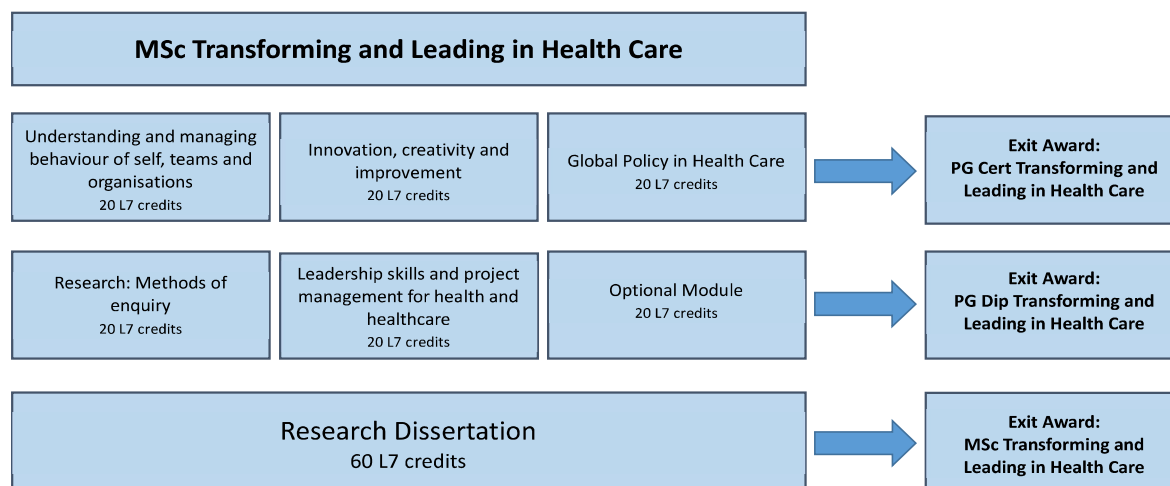 MSc Transforming and Leading in Health Care
Understanding and managing
behaviour of self, teams and
organisations
20 L7 credits
Innovation, creativity and
improvement
20 L7 credits
Global Policy in Health Care
20 L7 credits
Exit Award:
PG Cert Transforming and
Leading in Health Care
Research: Methods of
enquiry
20 L7 credits
Leadership skills and project
management for health and
healthcare
20 L7 credits
Optional Module
20 L7 credits
Exit Award:
PG Dip Transforming and
Leading in Health Care
Research Dissertation
60 L7 credits
Exit Award:
MSc Transforming and
Leading in Health Care